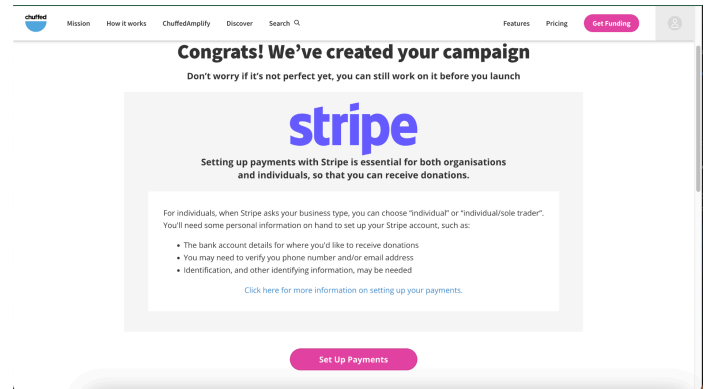 chuffed
Mission How it works ChuffedAmplify Discover Search Features Pricing Get Funding
Congrats! We've created your campaign
Don't worry if it's not perfect yet, you can still work on it before you launch
stripe
Setting up payments with Stripe is essential for both organisations
and individuals, so that you can receive donations.
For individuals, when Stripe asks your business type, you can choose "individual" or "individual/sole trader".
You'll need some personal information on hand to set up your Stripe account, such as:
• The bank account details for where you'd like to receive donations
• You may need to verify you phone number and/or email address
• Identification, and other identifying information, may be needed
Click here for more information on setting up your payments.
Set Up Payments